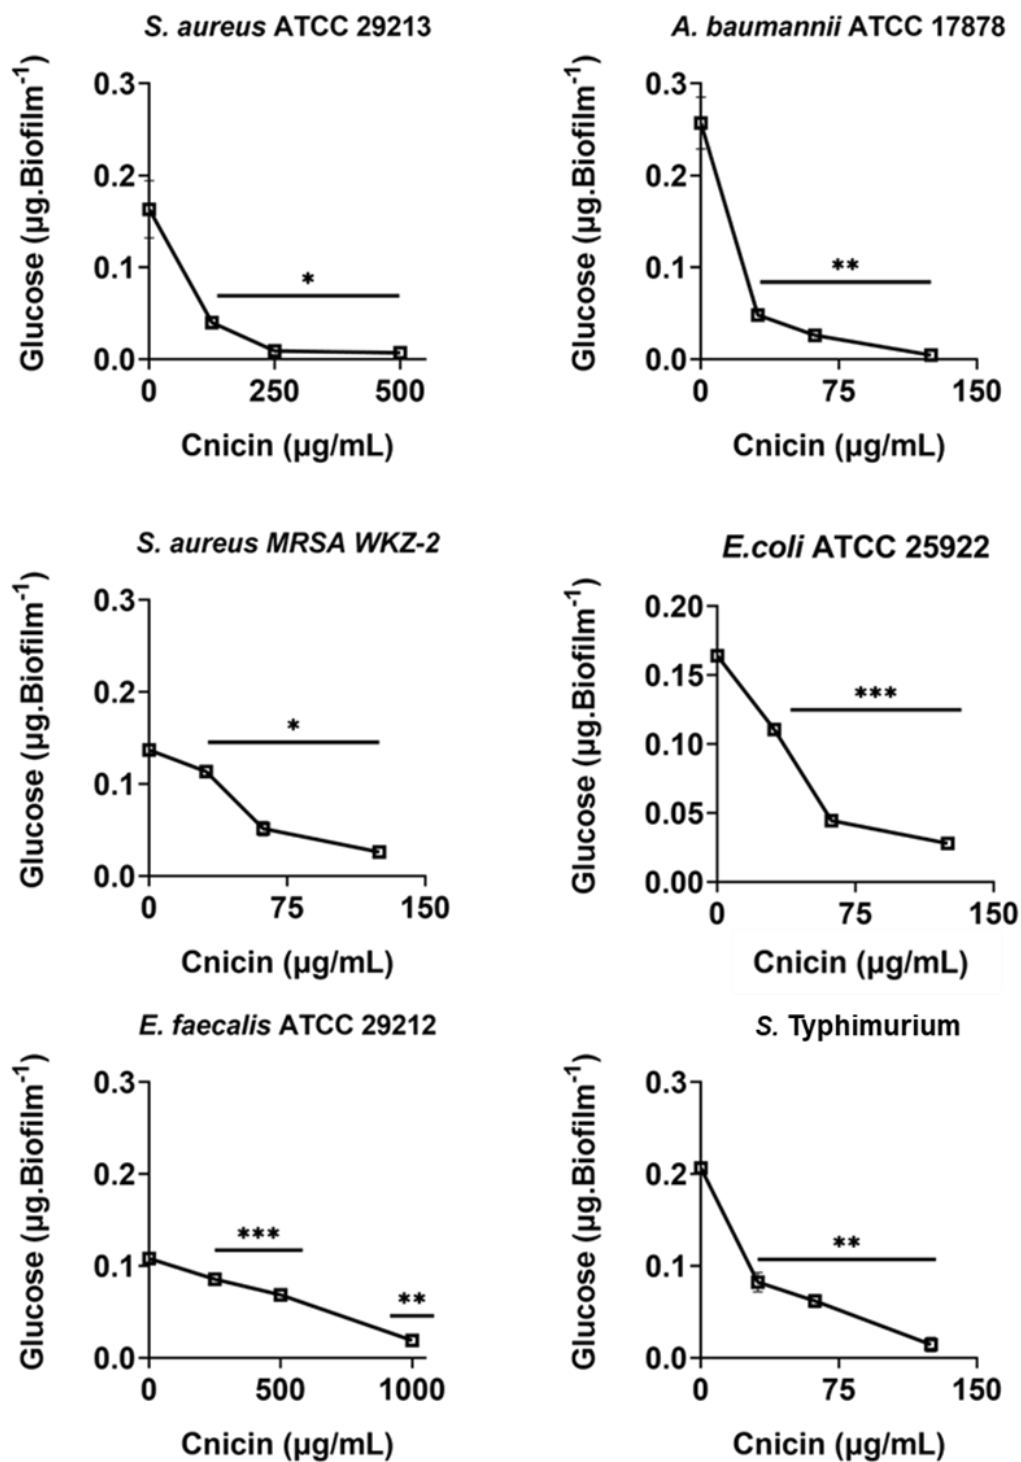 S. aureus ATCC 29213
Glucose (µg.Biofilm⁻¹)
0.3
0.2
0.1
0.0
*
0 250 500
Cnicin (µg/mL)
A. baumannii ATCC 17878
Glucose (µg.Biofilm⁻¹)
0.3
0.2
0.1
0.0
**
0 75 150
Cnicin (µg/mL)
S. aureus MRSA WKZ-2
Glucose (µg.Biofilm⁻¹)
0.3
0.2
0.1
0.0
*
0 75 150
Cnicin (µg/mL)
E.coli ATCC 25922
Glucose (µg.Biofilm⁻¹)
0.20
0.15
0.10
0.05
0.00
***
0 75 150
Cnicin (µg/mL)
E. faecalis ATCC 29212
Glucose (µg.Biofilm⁻¹)
0.3
0.2
0.1
0.0
***
**
0 500 1000
Cnicin (µg/mL)
S. Typhimurium
Glucose (µg.Biofilm⁻¹)
0.3
0.2
0.1
0.0
**
0 75 150
Cnicin (µg/mL)